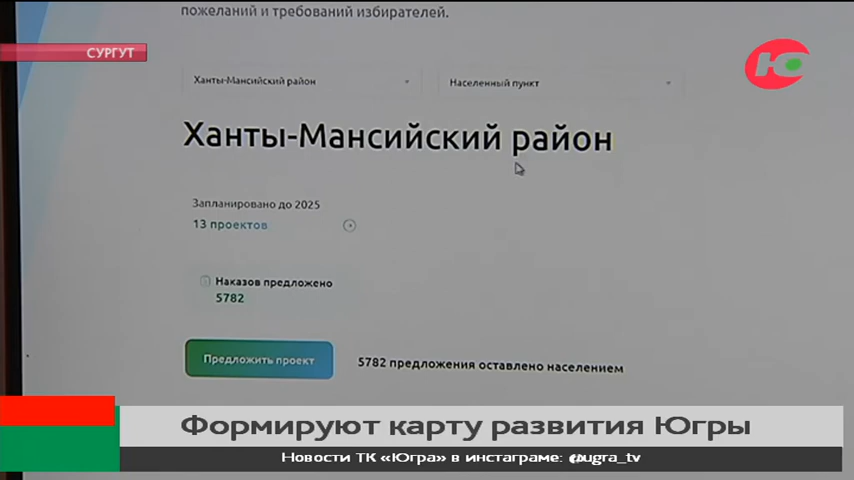 пожеланий и требований избирателей.
СУРГУТ
Ю
Ханты-Мансийский район
Населенный пункт
Ханты-Мансийский район
Запланировано до 2025
13 проектов
Наказов предложено
5782
Предложить проект
5782 предложения оставлено населением
Формируют карту развития Югры
Новости ТК «Югра» в инстаграме: @ugra_tv